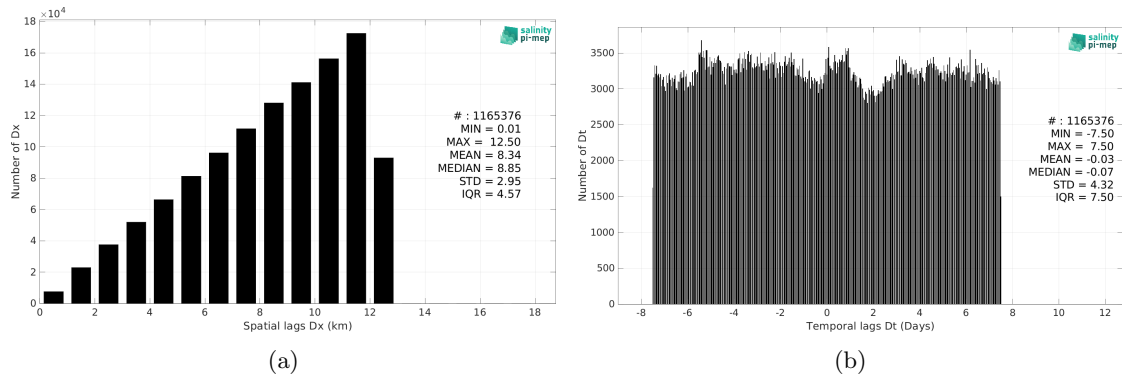 ×10⁴
18
16
14
12
10
8
6
4
2
0
Number of Dx
salinity
pi-mep
# : 1165376
MIN = 0.01
MAX = 12.50
MEAN = 8.34
MEDIAN = 8.85
STD = 2.95
IQR = 4.57
0 2 4 6 8 10 12 14 16 18
Spatial lags Dx (km)
(a)
3500
3000
2500
2000
1500
1000
500
0
Number of Dt
salinity
pi-mep
# : 1165376
MIN = -7.50
MAX = 7.50
MEAN = -0.03
MEDIAN = -0.07
STD = 4.32
IQR = 7.50
-8 -6 -4 -2 0 2 4 6 8 10 12
Temporal lags Dt (Days)
(b)